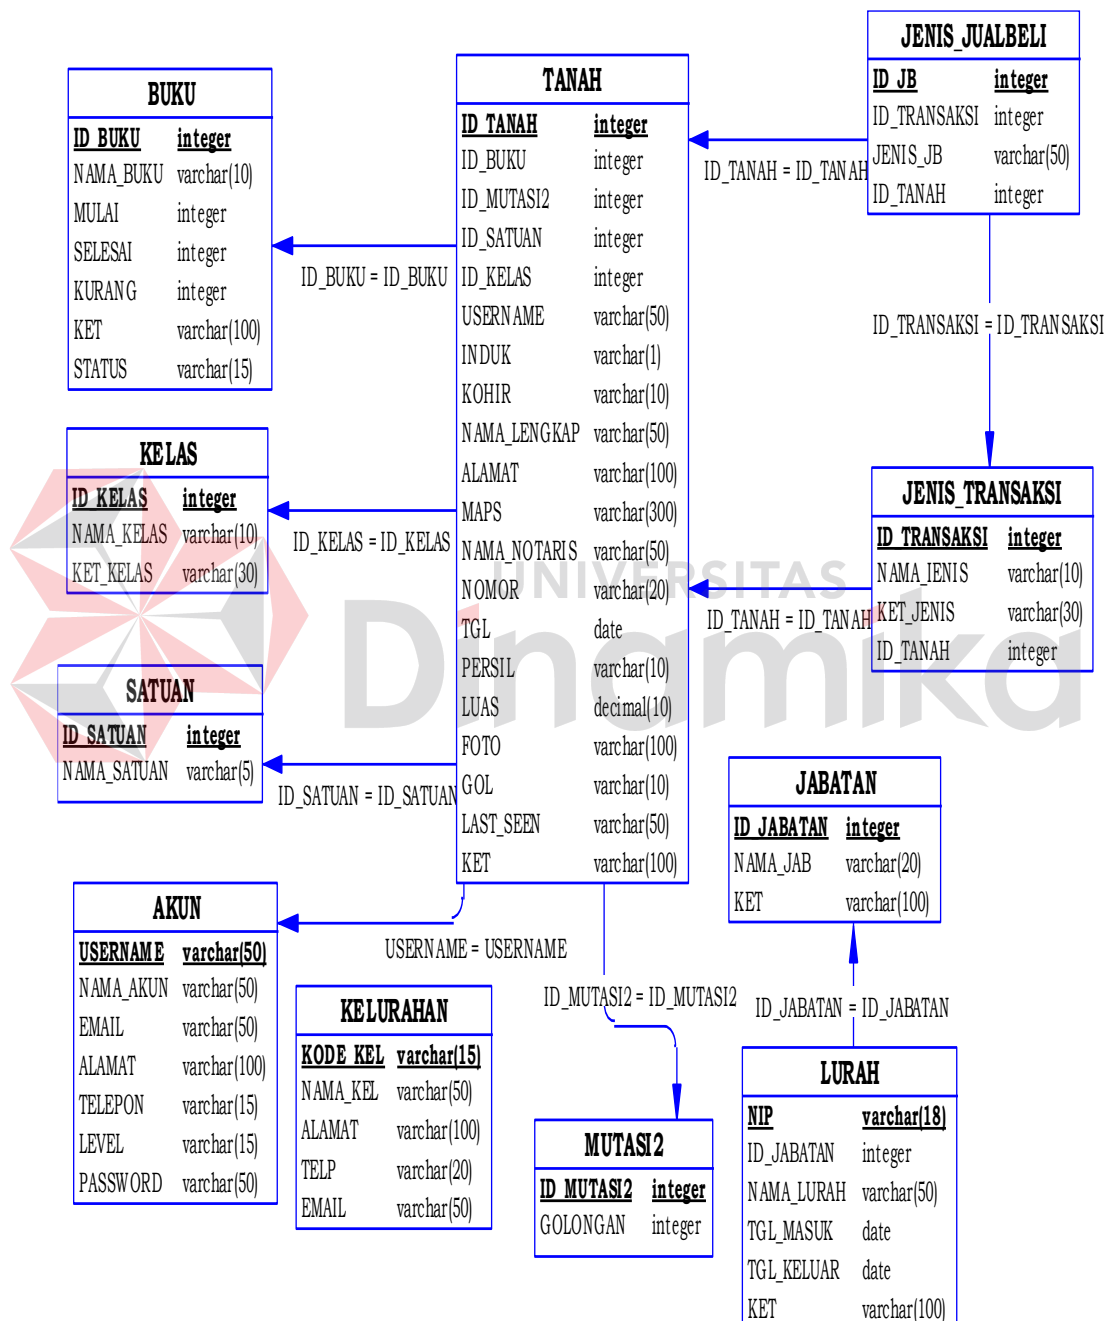 JENIS_JUALBELI
ID_JB integer
ID_TRANSAKSI integer
JENIS_JB varchar(50)
ID_TANAH integer
TANAH
ID_TANAH integer
ID_BUKU integer
ID_MUTASI2 integer
ID_SATUAN integer
ID_KELAS integer
USERNAME varchar(50)
INDUK varchar(1)
KOHIR varchar(10)
NAMA_LENGKAP varchar(50)
ALAMAT varchar(100)
MAPS varchar(300)
NAMA_NOTARIS varchar(50)
NOMOR varchar(20)
TGL date
PERSIL varchar(10)
LUAS decimal(10)
FOTO varchar(100)
GOL varchar(10)
LAST_SEEN varchar(50)
KET varchar(100)
BUKU
ID_BUKU integer
NAMA_BUKU varchar(10)
MULAI integer
SELESAI integer
KURANG integer
KET varchar(100)
STATUS varchar(15)
ID_TANAH = ID_TANAH
ID_BUKU = ID_BUKU
ID_TRANSAKSI = ID_TRANSAKSI
KELAS
ID_KELAS integer
NAMA_KELAS varchar(10)
KET_KELAS varchar(30)
ID_KELAS = ID_KELAS
JENIS_TRANSAKSI
ID_TRANSAKSI integer
NAMA_JENIS varchar(10)
KET_JENIS varchar(30)
ID_TANAH integer
ID_TANAH = ID_TANAH
UNIVERSITAS
Dinamika
SATUAN
ID_SATUAN integer
NAMA_SATUAN varchar(5)
ID_SATUAN = ID_SATUAN
JABATAN
ID_JABATAN integer
NAMA_JAB varchar(20)
KET varchar(100)
AKUN
USERNAME varchar(50)
NAMA_AKUN varchar(50)
EMAIL varchar(50)
ALAMAT varchar(100)
TELEPON varchar(15)
LEVEL varchar(15)
PASSWORD varchar(50)
USERNAME = USERNAME
KELURAHAN
KODE_KEL varchar(15)
NAMA_KEL varchar(50)
ALAMAT varchar(100)
TELP varchar(20)
EMAIL varchar(50)
ID_MUTASI2 = ID_MUTASI2
ID_JABATAN = ID_JABATAN
MUTASI2
ID_MUTASI2 integer
GOLONGAN integer
LURAH
NIP varchar(18)
ID_JABATAN integer
NAMA_LURAH varchar(50)
TGL_MASUK date
TGL_KELUAR date
KET varchar(100)